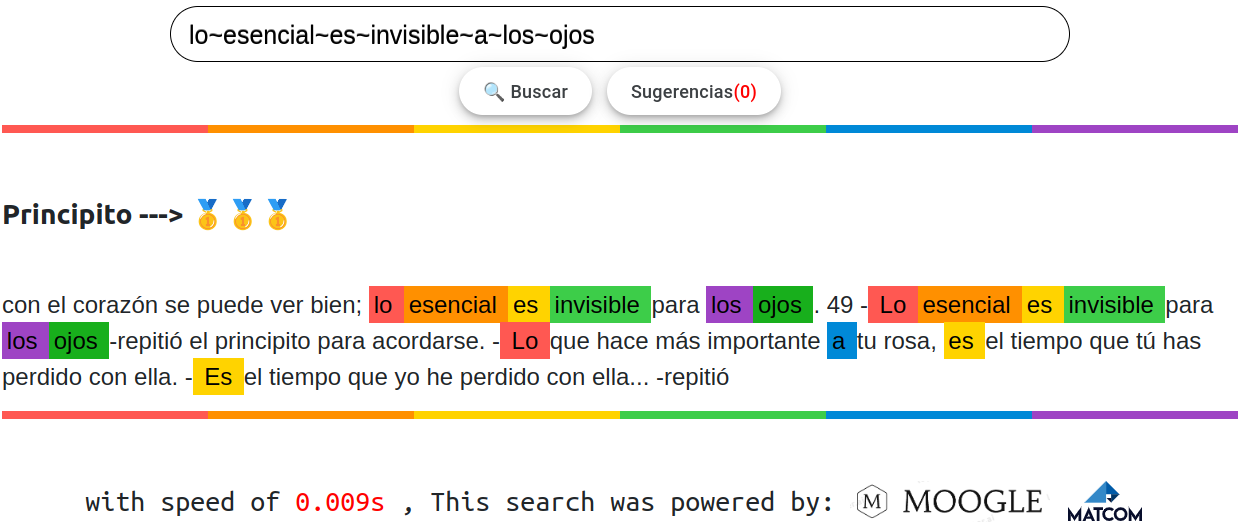 lo~esencial~es~invisible~a~los~ojos
🔍 Buscar Sugerencias(0)
Principito ---> 🥇🥇🥇
con el corazón se puede ver bien; lo esencial es invisible para los ojos . 49 - Lo esencial es invisible para
los ojos -repitió el principito para acordarse. - Lo que hace más importante a tu rosa, es el tiempo que tú has
perdido con ella. - Es el tiempo que yo he perdido con ella... -repitió
with speed of 0.009s , This search was powered by: M MOOGLE MATCOM